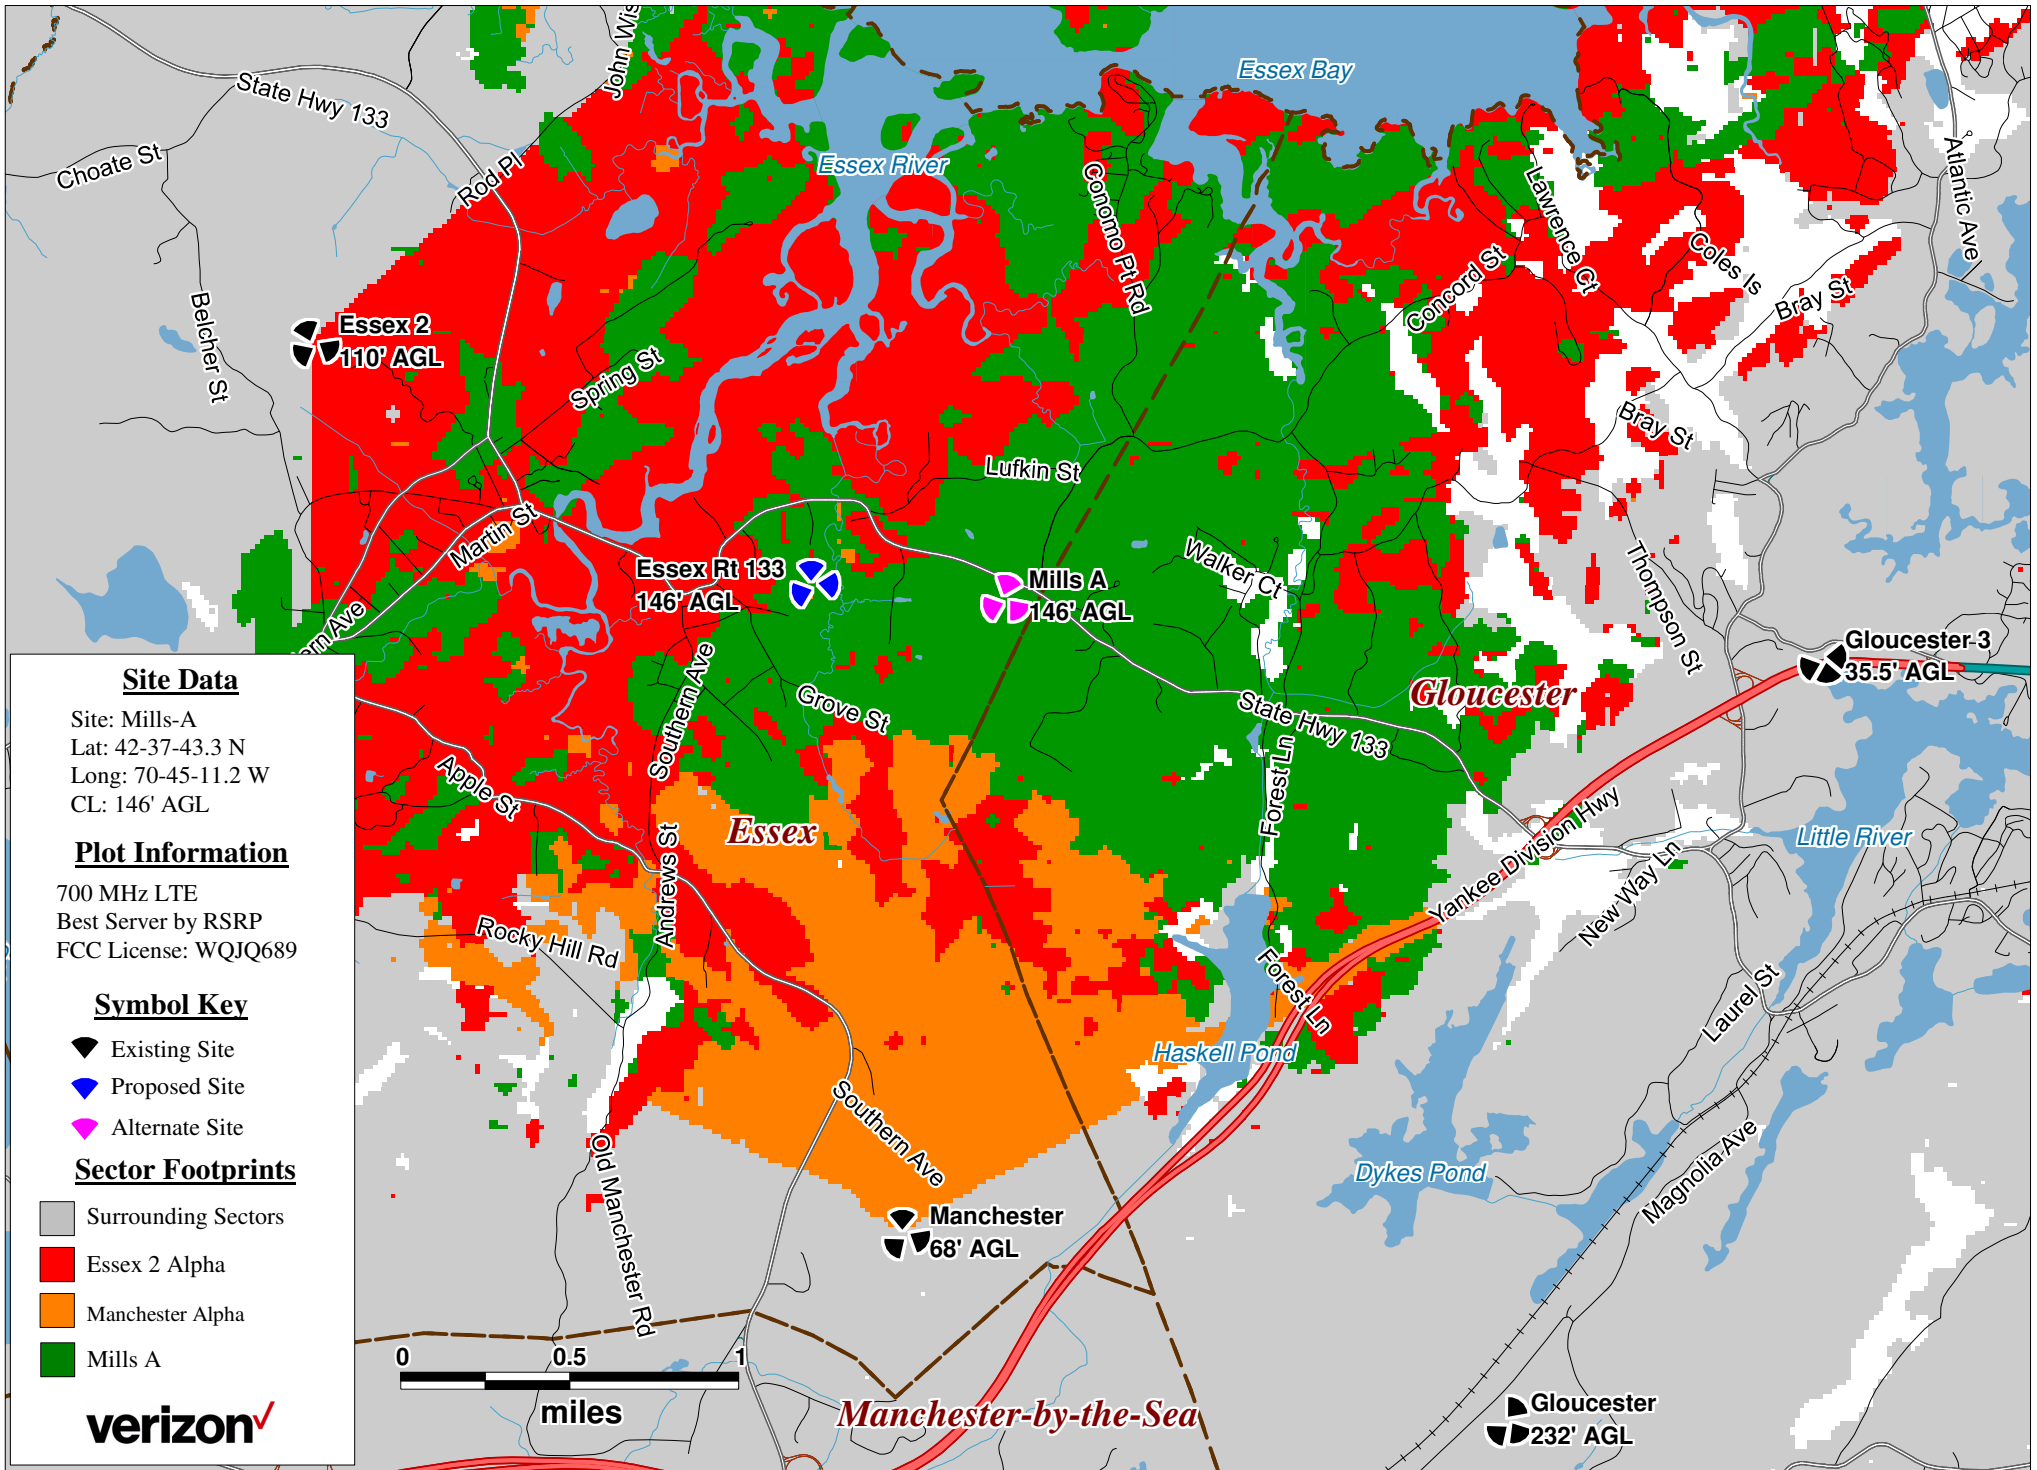 John Wis
State Hwy 133
Choate St
Rod Pl
Essex Bay
Essex River
Conomo Pt Rd
Lawrence Ct
Atlantic Ave
Coles Is
Concord St
Bray St
Belcher St
Essex 2
110' AGL
Spring St
Bray St
Lufkin St
Martin St
Walker Ct
Thompson St
Essex Rt 133
146' AGL
Mills A
146' AGL
ern Ave
Gloucester-3
35.5' AGL
Southern Ave
Grove St
Gloucester
State Hwy 133
Forest Ln
Apple St
Essex
Andrews St
Yankee Division Hwy
New Way Ln
Little River
Rocky Hill Rd
Forest Ln
Laurel St
Haskell Pond
Southern Ave
Old Manchester Rd
Dykes Pond
Magnolia Ave
Manchester
68' AGL
Manchester-by-the-Sea
Gloucester
232' AGL
0 0.5 1
miles
Site Data
Site: Mills-A
Lat: 42-37-43.3 N
Long: 70-45-11.2 W
CL: 146' AGL
Plot Information
700 MHz LTE
Best Server by RSRP
FCC License: WQJQ689
Symbol Key
Existing Site
Proposed Site
Alternate Site
Sector Footprints
Surrounding Sectors
Essex 2 Alpha
Manchester Alpha
Mills A
verizon